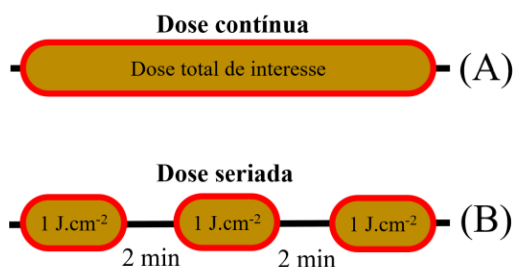 Dose contínua
Dose total de interesse
(A)
Dose seriada
1 J.cm⁻² 1 J.cm⁻² 1 J.cm⁻²
(B)
2 min 2 min